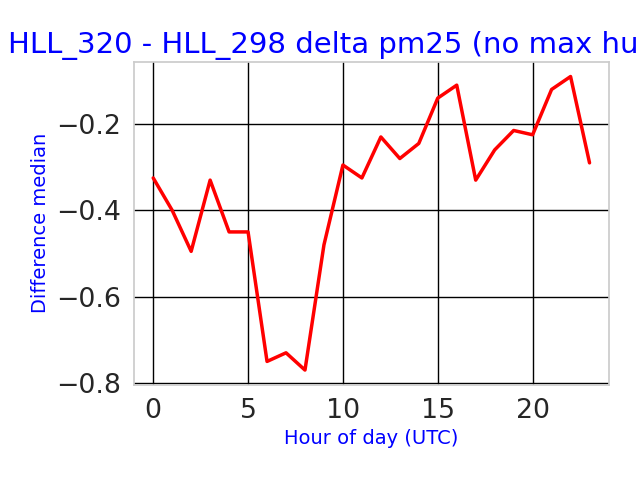 HLL_320 - HLL_298 delta pm25 (no max hu
Difference median
−0.2
−0.4
−0.6
−0.8
0 5 10 15 20
Hour of day (UTC)